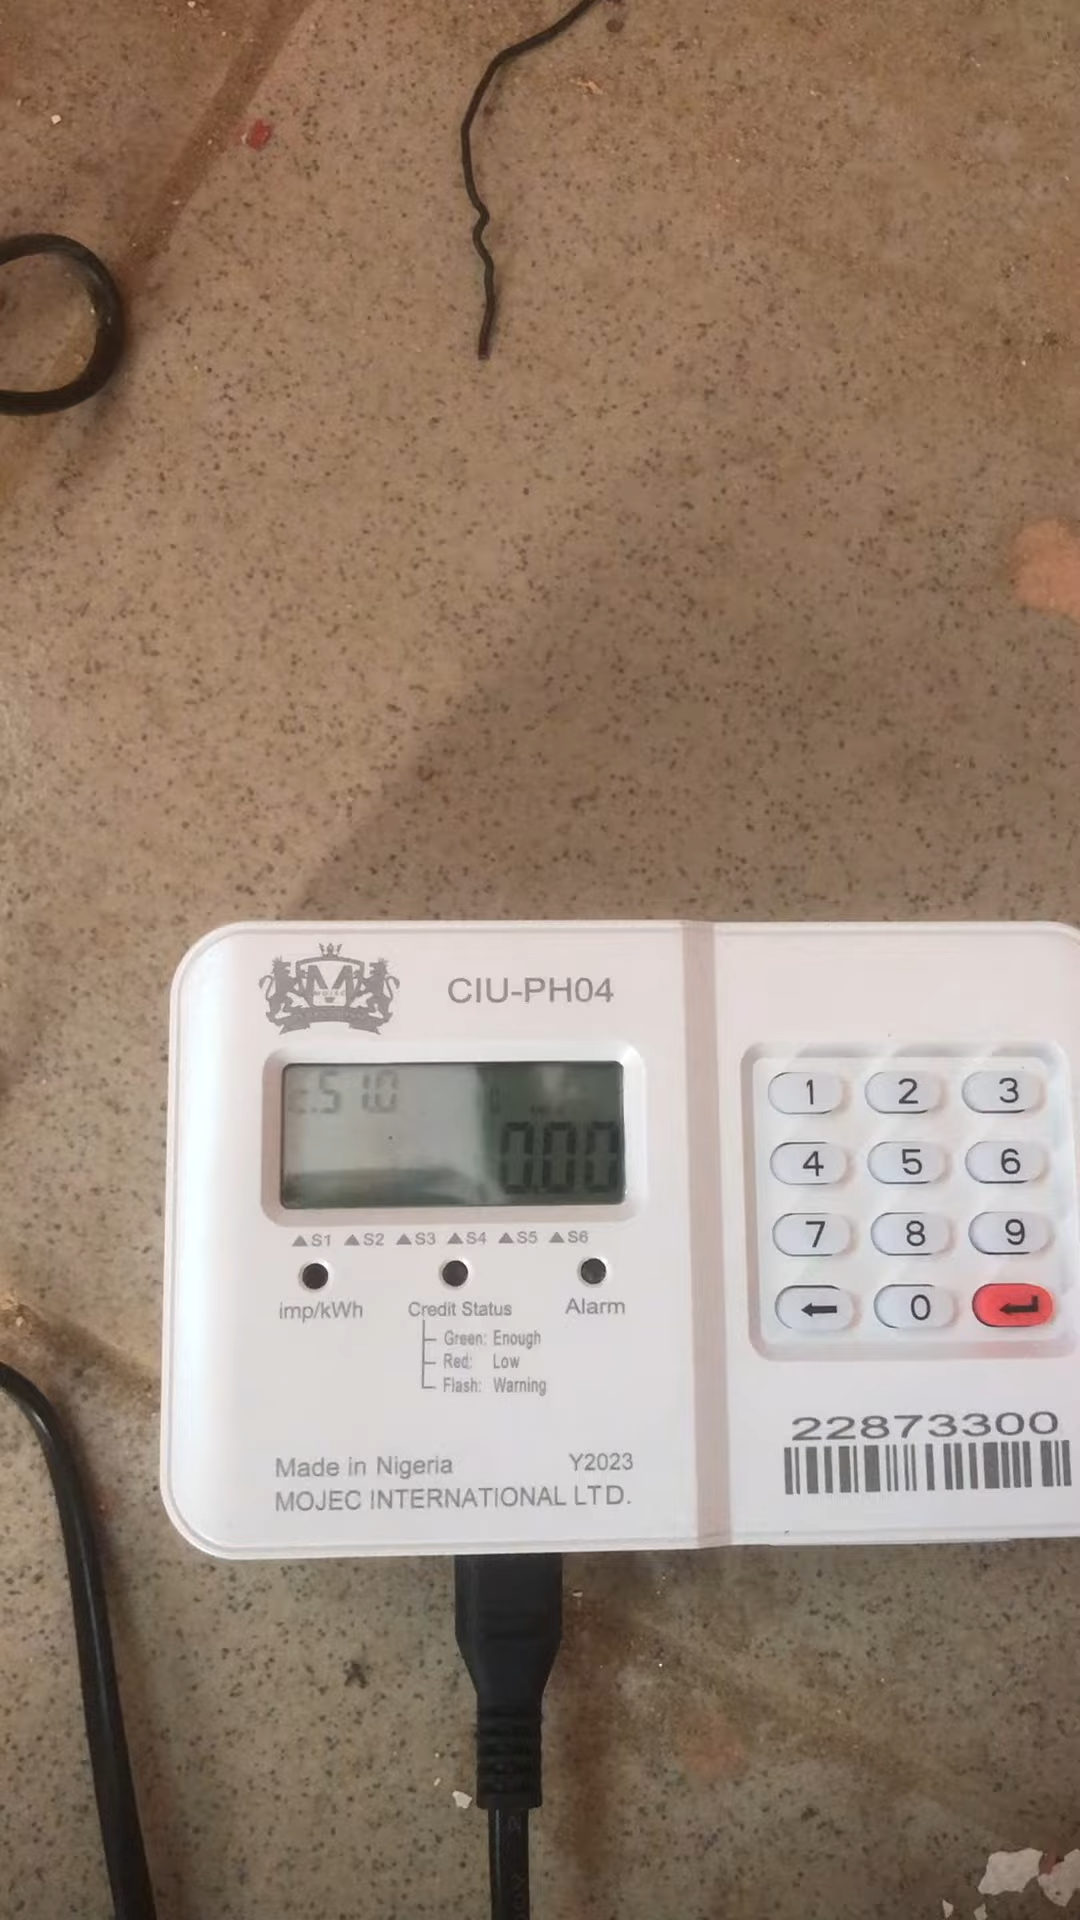 CIU-PH04
c.51.0
0.00
S1 S2 S3 S4 S5 S6
imp/kWh Credit Status Alarm
Green: Enough
Red: Low
Flash: Warning
Made in Nigeria Y2023
MOJEC INTERNATIONAL LTD.
1 2 3
4 5 6
7 8 9
0
22873300